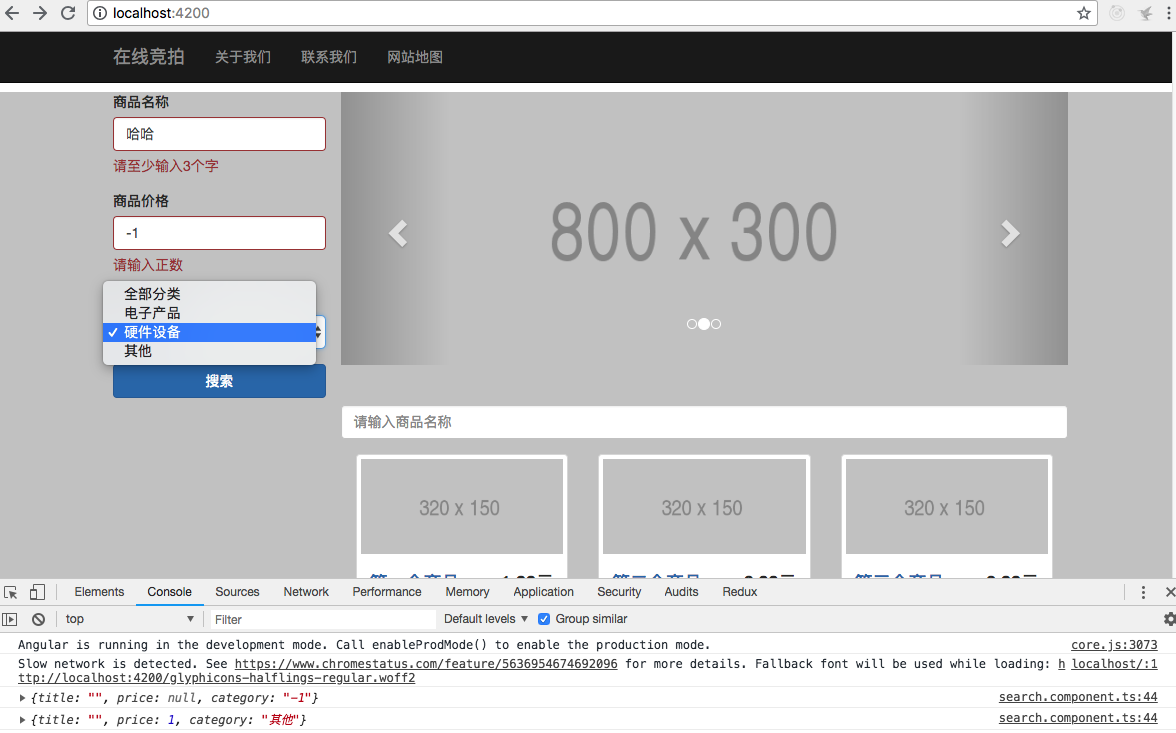 localhost:4200
在线竞拍 关于我们 联系我们 网站地图
商品名称
哈哈
请至少输入3个字
商品价格
-1
请输入正数
全部分类
电子产品
硬件设备
其他
搜索
800 x 300
请输入商品名称
320 x 150 320 x 150 320 x 150
Elements Console Sources Network Performance Memory Application Security Audits Redux
top Filter Default levels Group similar
Angular is running in the development mode. Call enableProdMode() to enable the production mode. core.js:3073
Slow network is detected. See https://www.chromestatus.com/feature/5636954674692096 for more details. Fallback font will be used while loading: h localhost/:1
ttp://localhost:4200/glyphicons-halflings-regular.woff2
{title: "", price: null, category: "-1"} search.component.ts:44
{title: "", price: 1, category: "其他"} search.component.ts:44